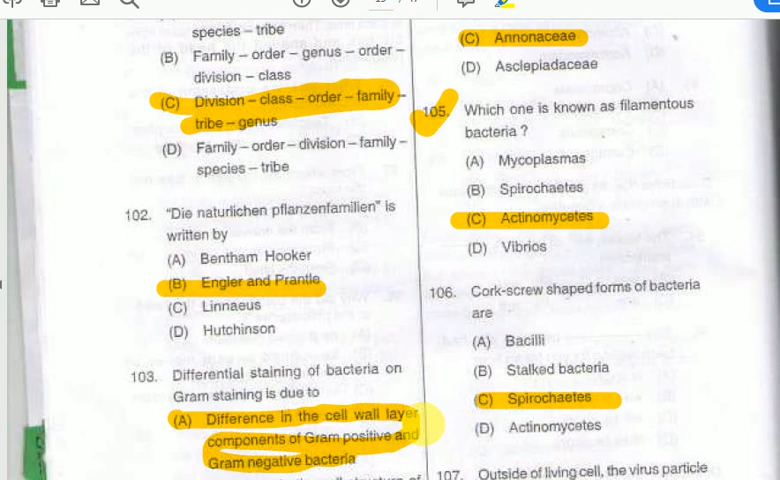 species – tribe
(B) Family – order – genus – order –
division – class
(C) Division – class – order – family –
tribe – genus
(D) Family – order – division – family –
species – tribe
102. "Die naturlichen pflanzenfamilien" is
written by
(A) Bentham Hooker
(B) Engler and Prantle
(C) Linnaeus
(D) Hutchinson
103. Differential staining of bacteria on
Gram staining is due to
(A) Difference in the cell wall layer
components of Gram positive and
Gram negative bacteria
(C) Annonaceae
(D) Asclepiadaceae
105. Which one is known as filamentous
bacteria ?
(A) Mycoplasmas
(B) Spirochaetes
(C) Actinomycetes
(D) Vibrios
106. Cork-screw shaped forms of bacteria
are
(A) Bacilli
(B) Stalked bacteria
(C) Spirochaetes
(D) Actinomycetes
107. Outside of living cell, the virus particle